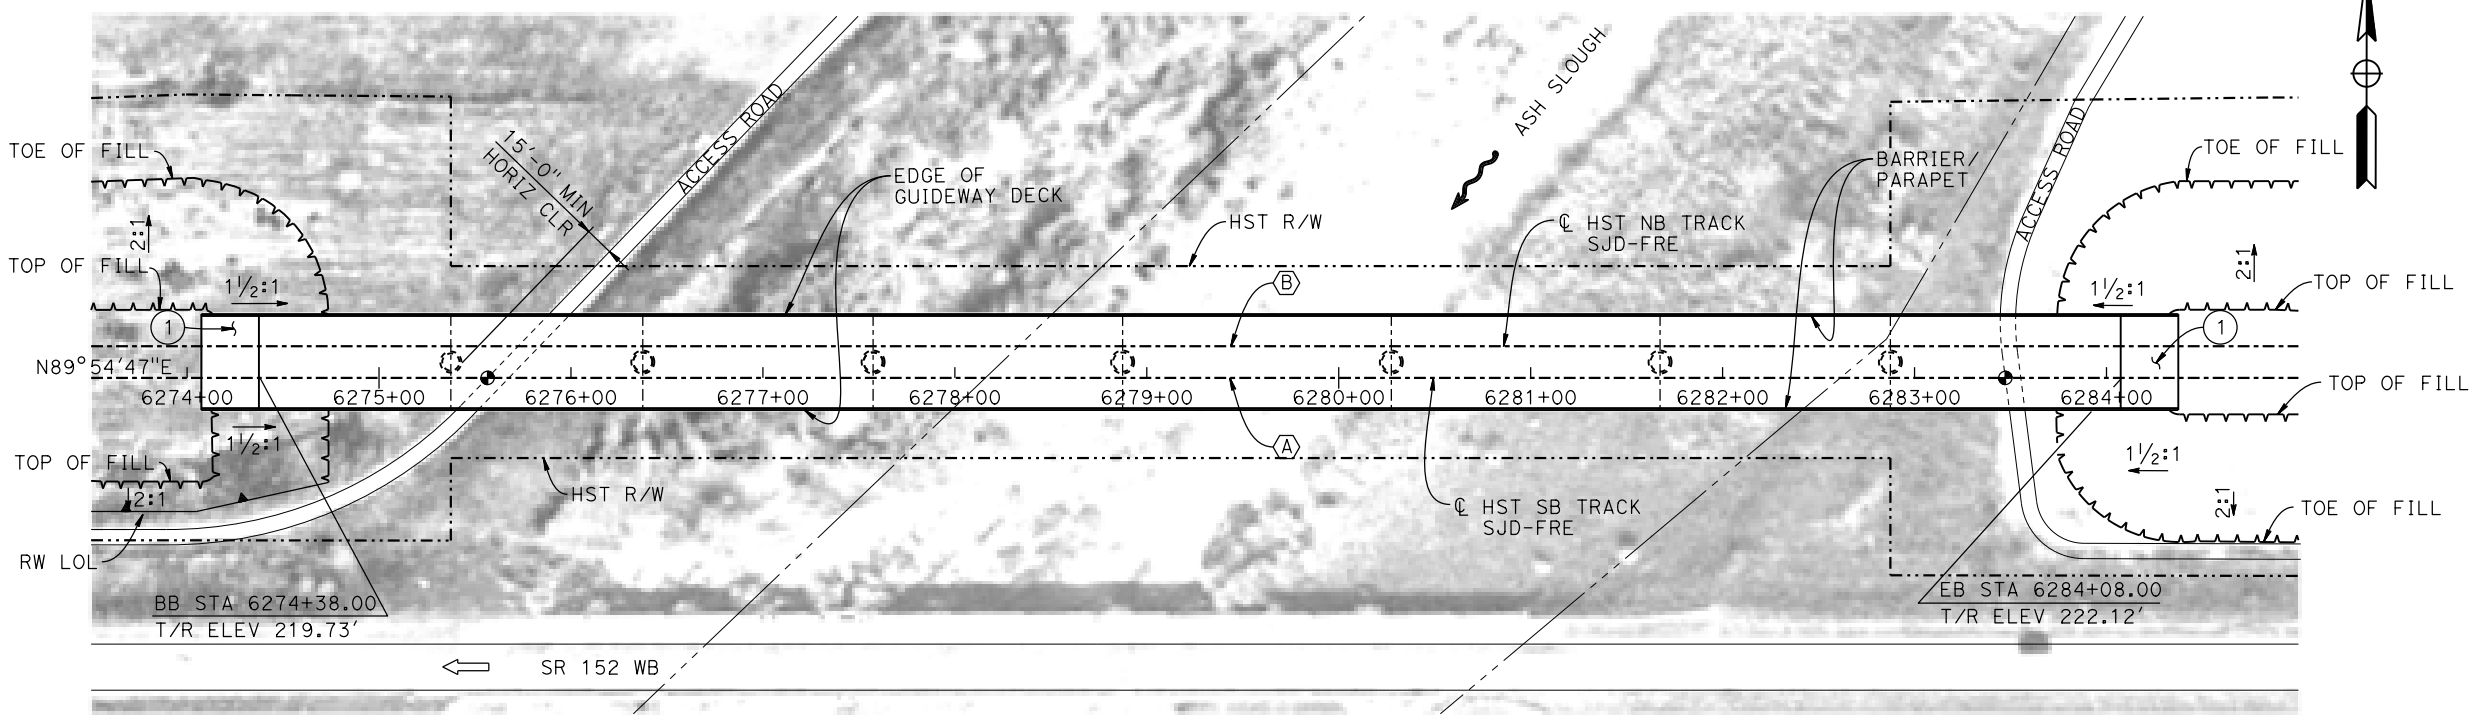 ASH SLOUGH
TOE OF FILL
15'-0" MIN
HORIZ CLR
ACCESS ROAD
EDGE OF
GUIDEWAY DECK
BARRIER/
PARAPET
ACCESS ROAD
TOE OF FILL
HST R/W
℄ HST NB TRACK
SJD-FRE
2:1
TOP OF FILL
1½:1
B
2:1
1½:1
TOP OF FILL
1
1
N89°54'47"E
TOP OF FILL
6274+00
6275+00
6276+00
6277+00
6278+00
6279+00
6280+00
6281+00
6282+00
6283+00
6284+00
1½:1
A
1½:1
TOP OF FILL
2:1
HST R/W
℄ HST SB TRACK
SJD-FRE
2:1
TOE OF FILL
RW LOL
BB STA 6274+38.00
T/R ELEV 219.73'
EB STA 6284+08.00
T/R ELEV 222.12'
SR 152 WB